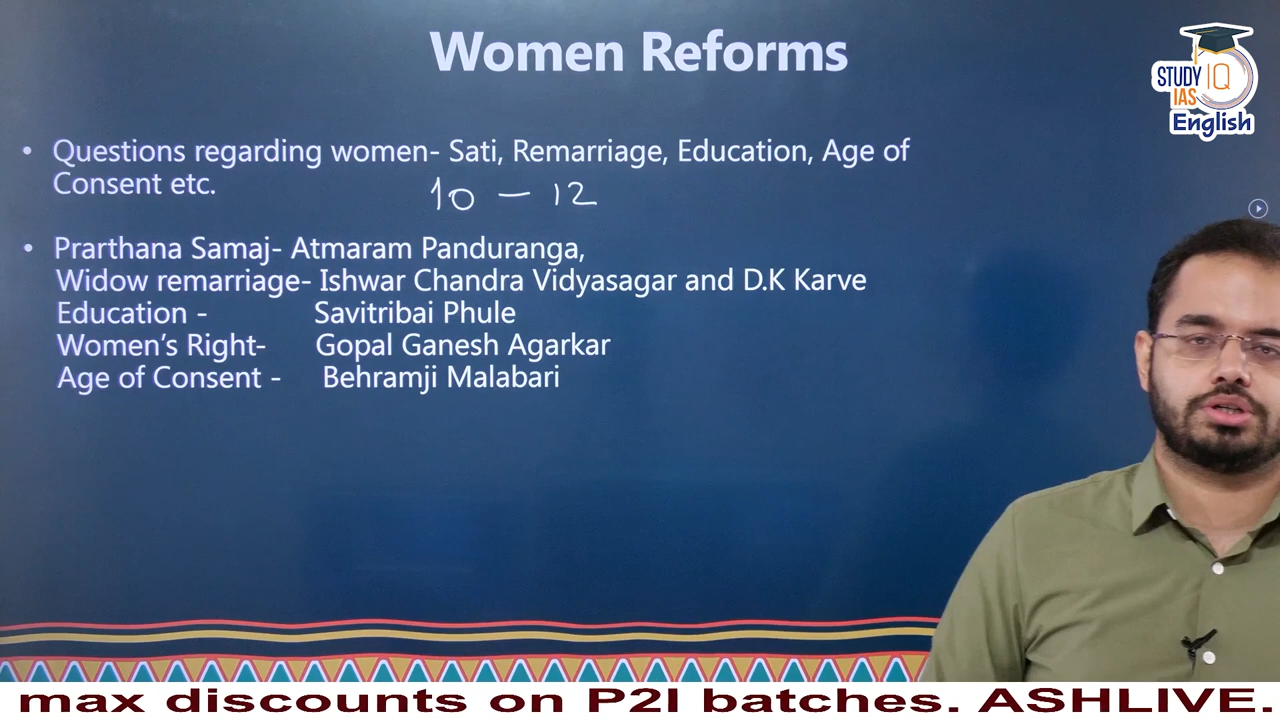 Women Reforms
STUDY IQ
IAS
English
• Questions regarding women- Sati, Remarriage, Education, Age of
Consent etc.
10 – 12
• Prarthana Samaj- Atmaram Panduranga,
Widow remarriage- Ishwar Chandra Vidyasagar and D.K Karve
Education - Savitribai Phule
Women's Right- Gopal Ganesh Agarkar
Age of Consent - Behramji Malabari
max discounts on P2I batches. ASHLIVE.